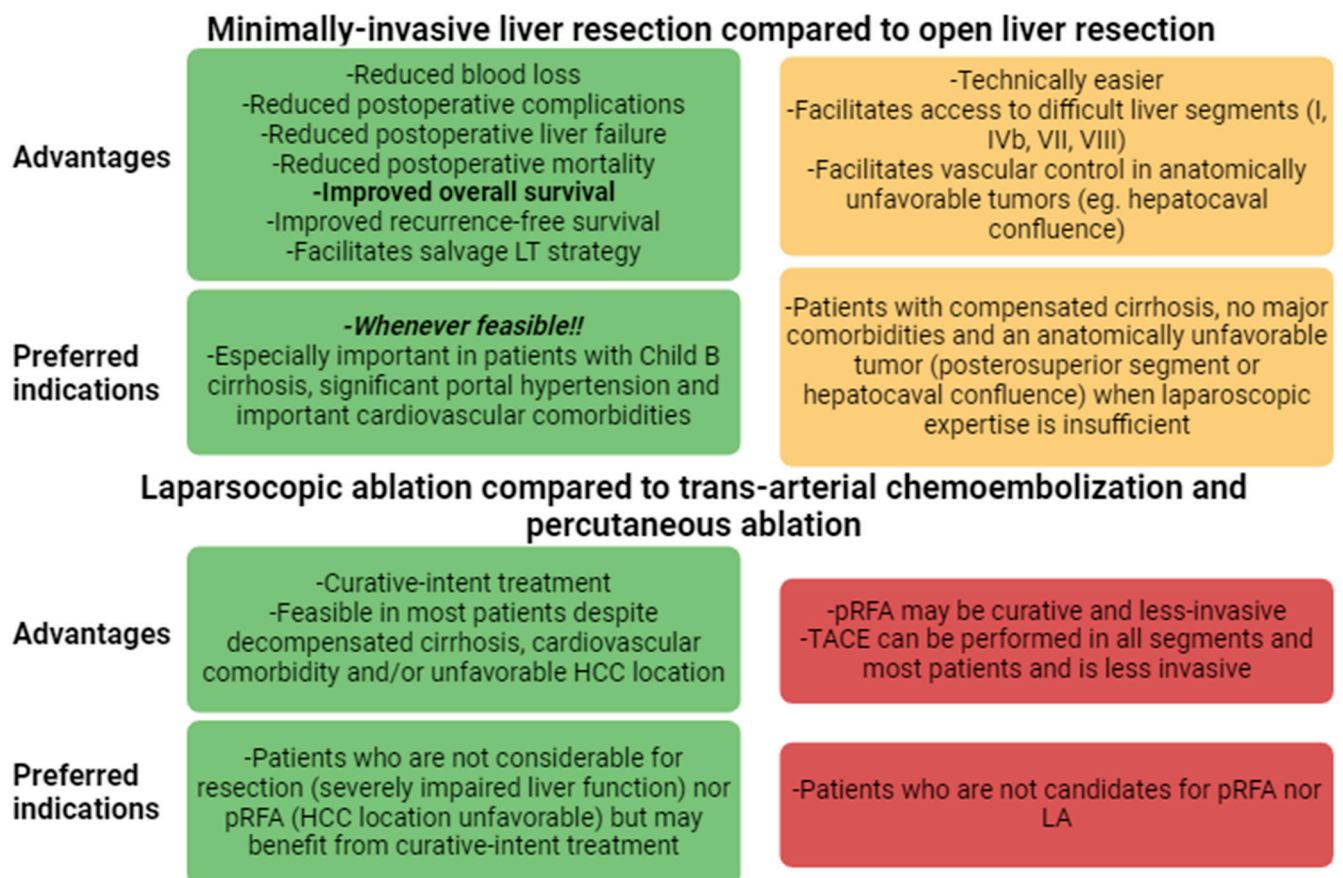 Minimally-invasive liver resection compared to open liver resection
Advantages
-Reduced blood loss
-Reduced postoperative complications
-Reduced postoperative liver failure
-Reduced postoperative mortality
-Improved overall survival
-Improved recurrence-free survival
-Facilitates salvage LT strategy
-Technically easier
-Facilitates access to difficult liver segments (I,
IVb, VII, VIII)
-Facilitates vascular control in anatomically
unfavorable tumors (eg. hepatocaval
confluence)
Preferred
indications
-Whenever feasible!!
-Especially important in patients with Child B
cirrhosis, significant portal hypertension and
important cardiovascular comorbidities
-Patients with compensated cirrhosis, no major
comorbidities and an anatomically unfavorable
tumor (posterosuperior segment or
hepatocaval confluence) when laparoscopic
expertise is insufficient
Laparsocopic ablation compared to trans-arterial chemoembolization and
percutaneous ablation
Advantages
-Curative-intent treatment
-Feasible in most patients despite
decompensated cirrhosis, cardiovascular
comorbidity and/or unfavorable HCC location
-pRFA may be curative and less-invasive
-TACE can be performed in all segments and
most patients and is less invasive
Preferred
indications
-Patients who are not considerable for
resection (severely impaired liver function) nor
pRFA (HCC location unfavorable) but may
benefit from curative-intent treatment
-Patients who are not candidates for pRFA nor
LA